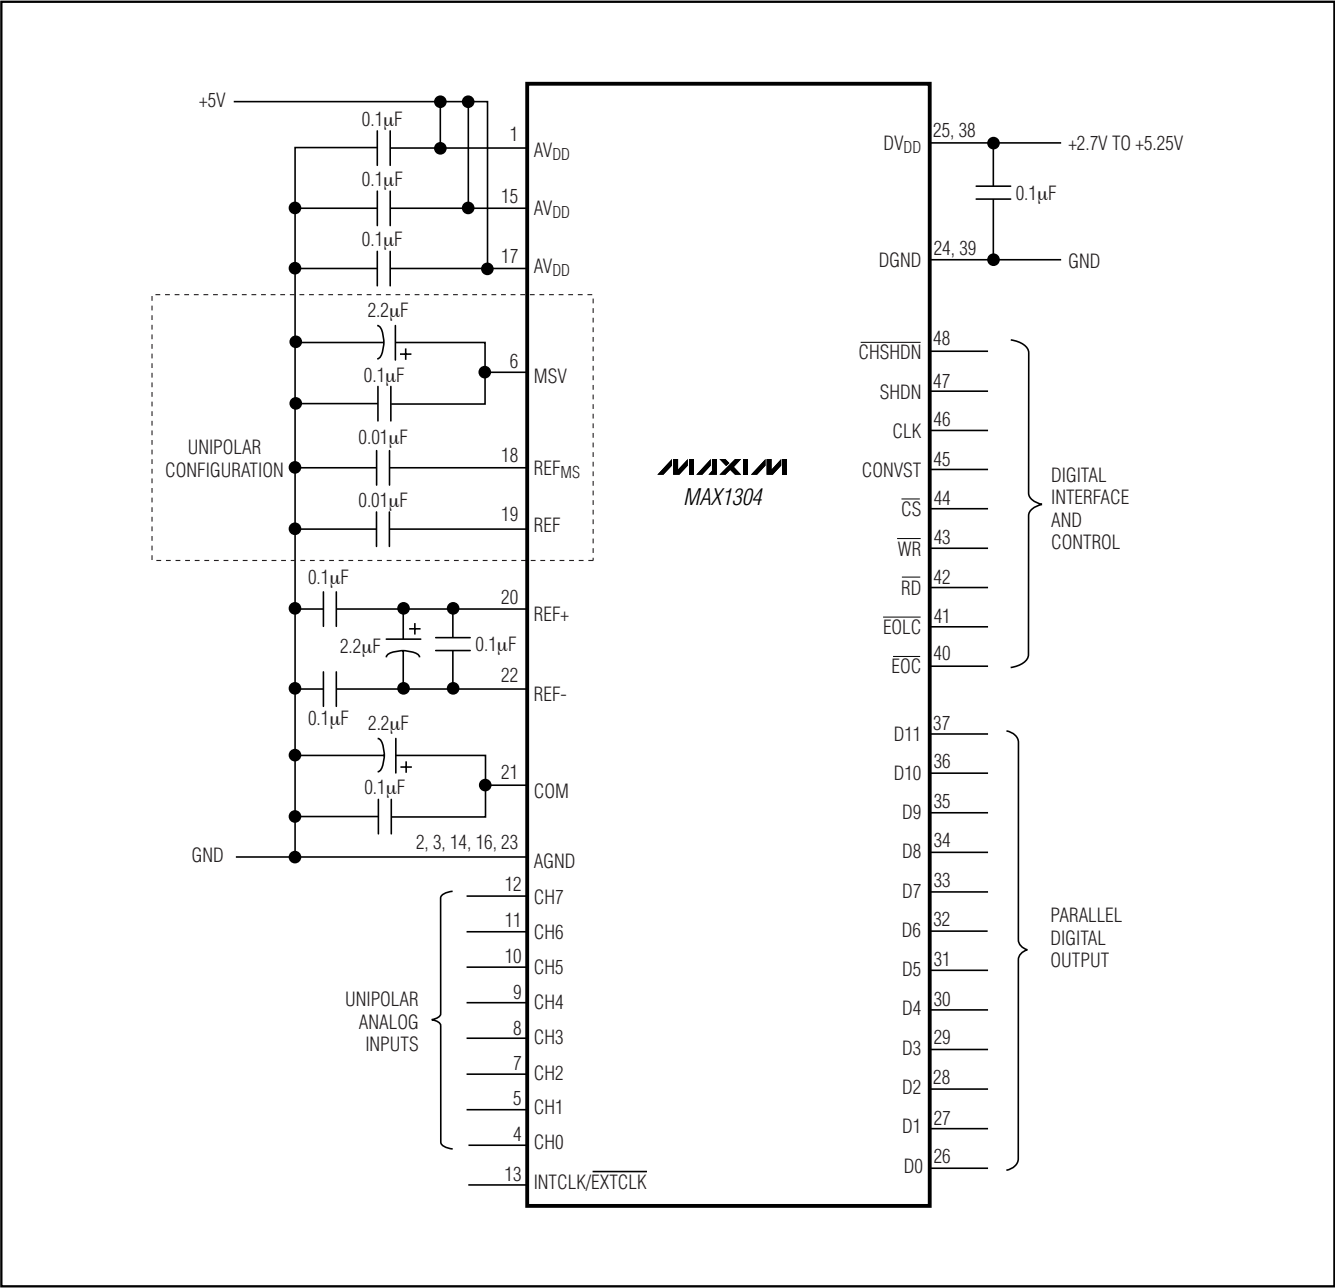 +5V
0.1µF
1
AVDD
0.1µF
15
AVDD
0.1µF
17
AVDD
UNIPOLAR
CONFIGURATION
2.2µF
+
0.1µF
6
MSV
0.01µF
18
REFMS
0.01µF
19
REF
0.1µF
20
REF+
2.2µF
+
0.1µF
22
REF-
0.1µF
2.2µF
+
0.1µF
21
COM
GND
2, 3, 14, 16, 23
AGND
UNIPOLAR
ANALOG
INPUTS
12
CH7
11
CH6
10
CH5
9
CH4
8
CH3
7
CH2
5
CH1
4
CH0
13
INTCLK/EXTCLK
MAXIM
MAX1304
DVDD
25, 38
+2.7V TO +5.25V
0.1µF
DGND
24, 39
GND
CHSHDN
48
SHDN
47
CLK
46
CONVST
45
CS
44
WR
43
RD
42
EOLC
41
EOC
40
DIGITAL
INTERFACE
AND
CONTROL
D11
37
D10
36
D9
35
D8
34
D7
33
D6
32
D5
31
D4
30
D3
29
D2
28
D1
27
D0
26
PARALLEL
DIGITAL
OUTPUT